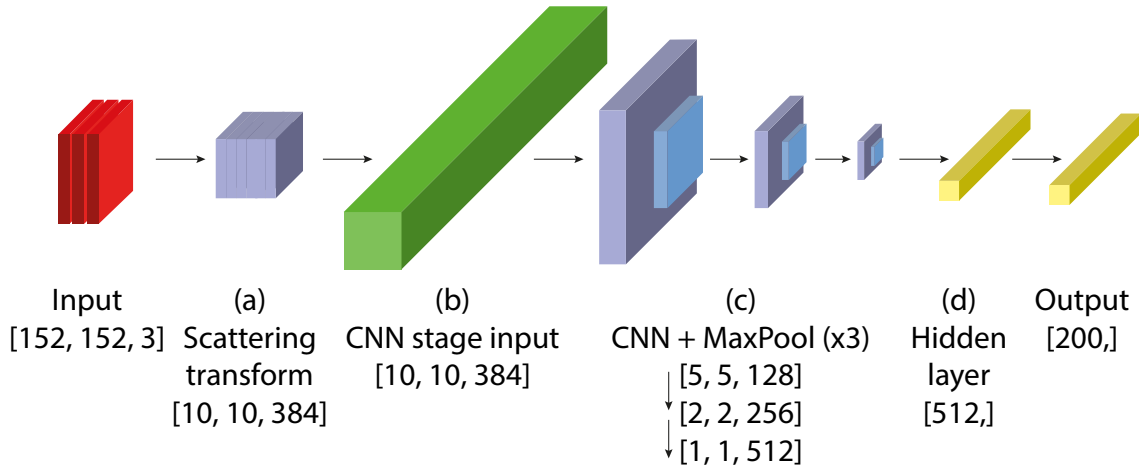 Input
[152, 152, 3]
(a)
Scattering
transform
[10, 10, 384]
(b)
CNN stage input
[10, 10, 384]
(c)
CNN + MaxPool (x3)
[5, 5, 128]
[2, 2, 256]
[1, 1, 512]
(d)
Hidden
layer
[512,]
Output
[200,]